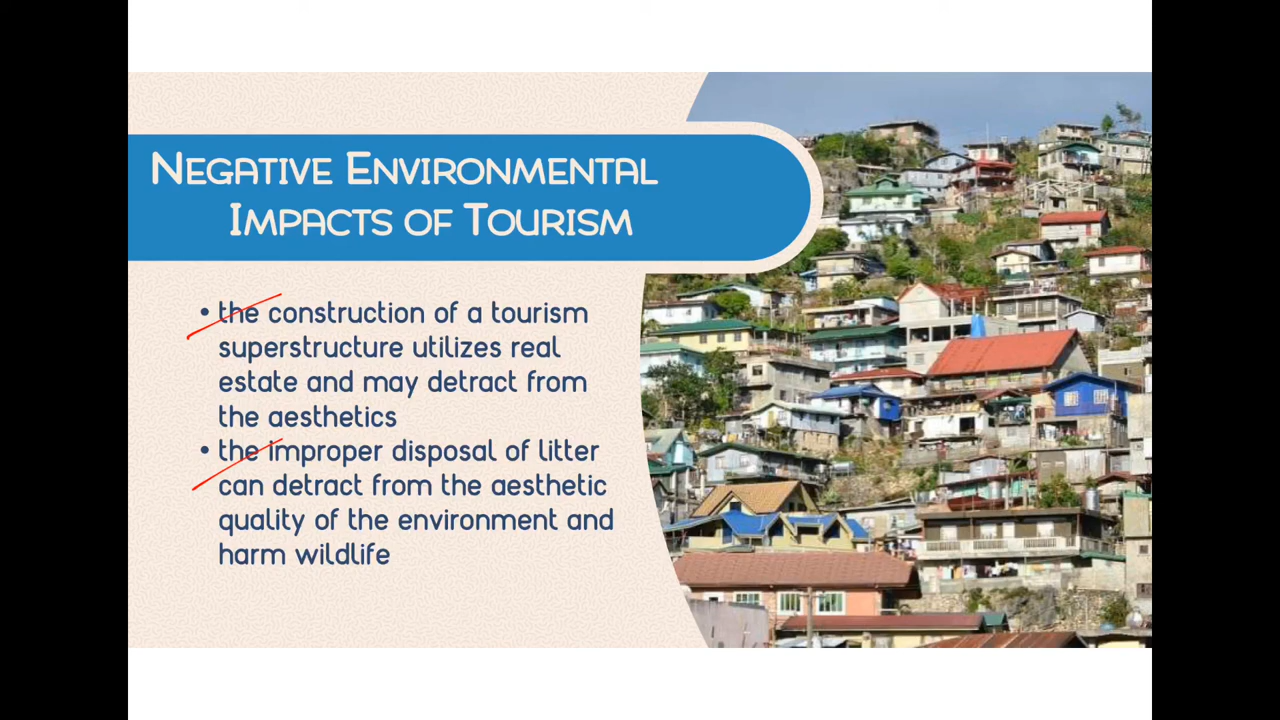 NEGATIVE ENVIRONMENTAL
IMPACTS OF TOURISM
• the construction of a tourism
superstructure utilizes real
estate and may detract from
the aesthetics
• the improper disposal of litter
can detract from the aesthetic
quality of the environment and
harm wildlife